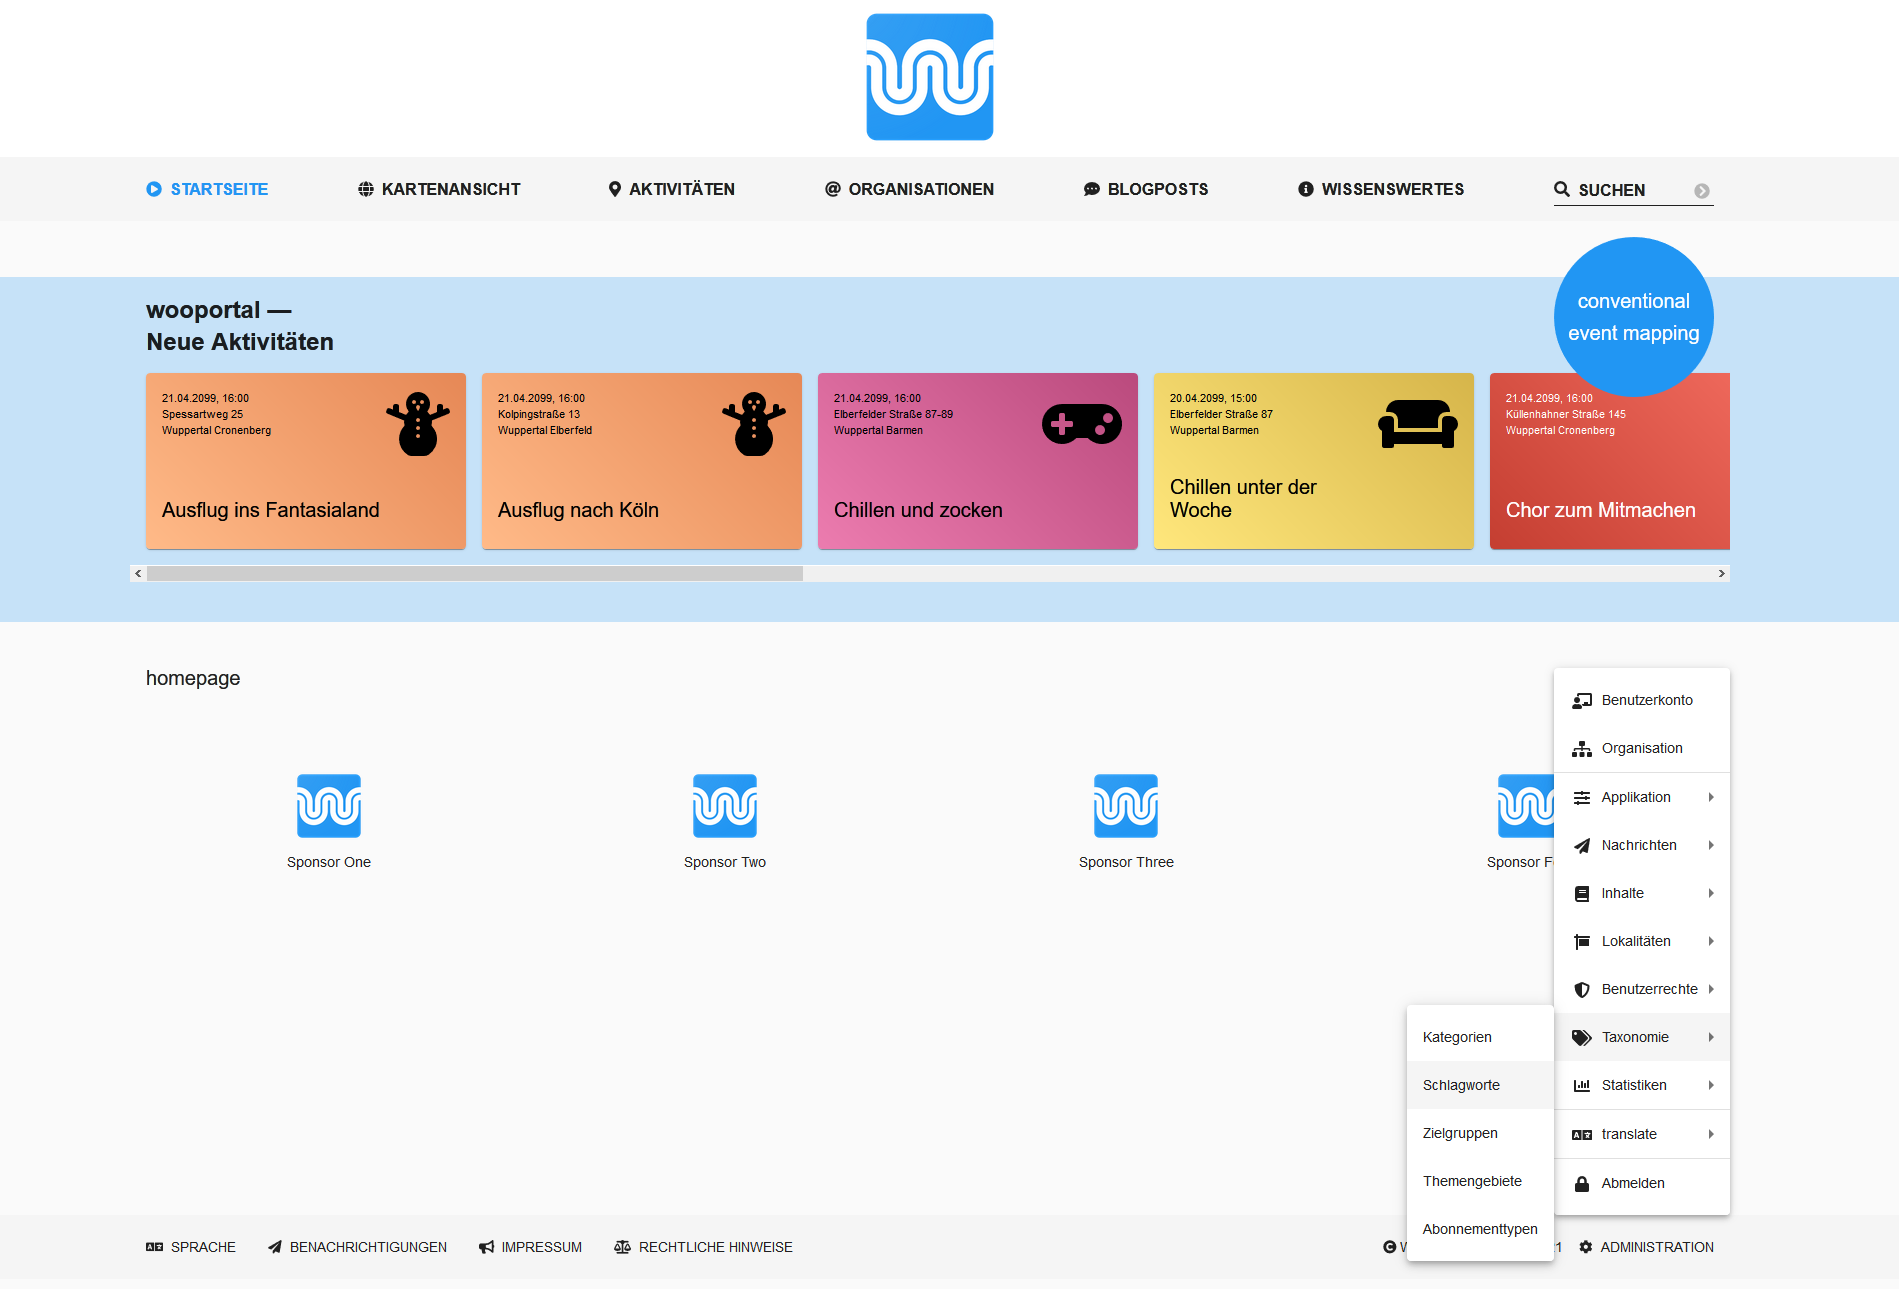 STARTSEITE
KARTENANSICHT
AKTIVITÄTEN
ORGANISATIONEN
BLOGPOSTS
WISSENSWERTES
SUCHEN
conventional
event mapping
wooportal —
Neue Aktivitäten
21.04.2099, 16:00
Spessartweg 25
Wuppertal Cronenberg
Ausflug ins Fantasialand
21.04.2099, 16:00
Kolpingstraße 13
Wuppertal Elberfeld
Ausflug nach Köln
21.04.2099, 16:00
Elberfelder Straße 87-89
Wuppertal Barmen
Chillen und zocken
20.04.2099, 15:00
Elberfelder Straße 87
Wuppertal Barmen
Chillen unter der
Woche
21.04.2099, 16:00
Küllenhahner Straße 145
Wuppertal Cronenberg
Chor zum Mitmachen
homepage
Sponsor One
Sponsor Two
Sponsor Three
Sponsor
Benutzerkonto
Organisation
Applikation
Nachrichten
Inhalte
Lokalitäten
Benutzerrechte
Taxonomie
Statistiken
translate
Abmelden
Kategorien
Schlagworte
Zielgruppen
Themengebiete
Abonnementtypen
SPRACHE
BENACHRICHTIGUNGEN
IMPRESSUM
RECHTLICHE HINWEISE
ADMINISTRATION